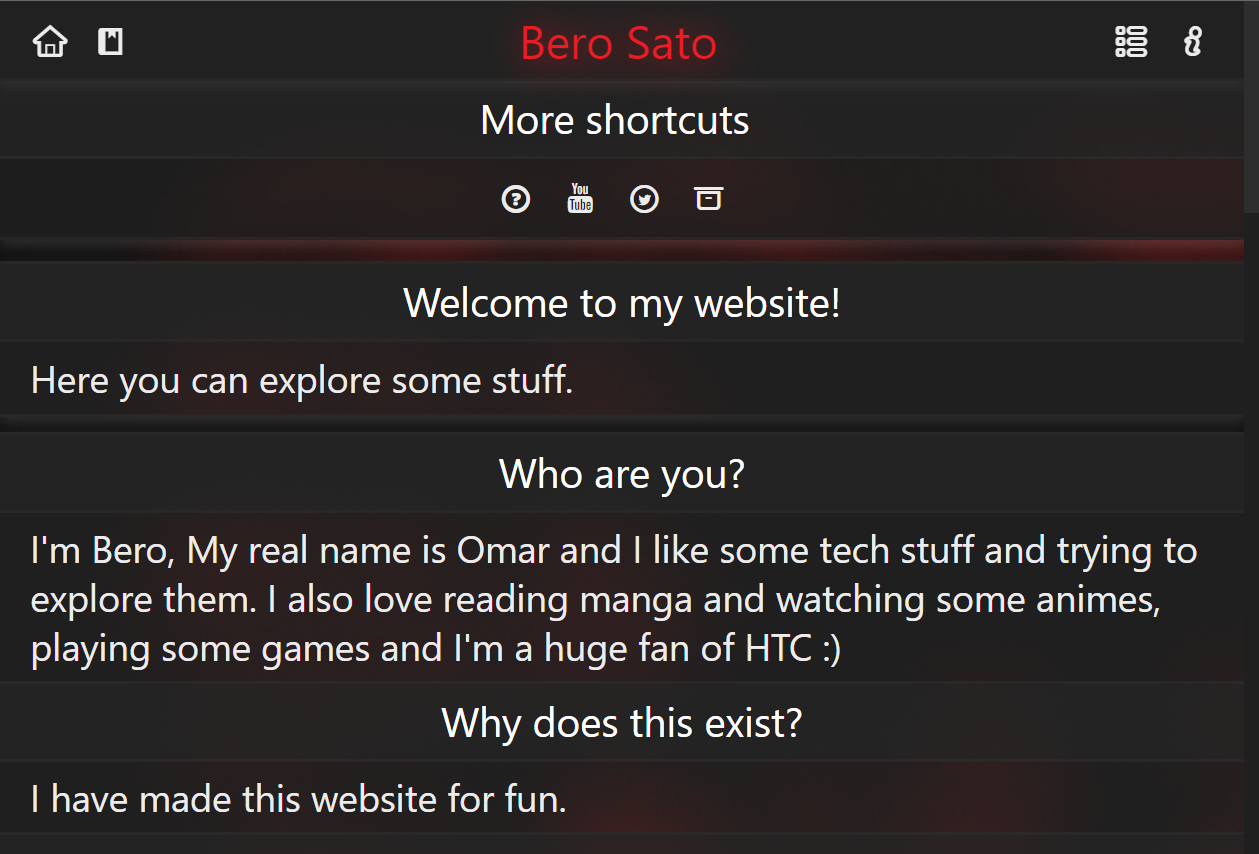 Bero Sato
More shortcuts
You
Tube
Welcome to my website!
Here you can explore some stuff.
Who are you?
I'm Bero, My real name is Omar and I like some tech stuff and trying to
explore them. I also love reading manga and watching some animes,
playing some games and I'm a huge fan of HTC :)
Why does this exist?
I have made this website for fun.